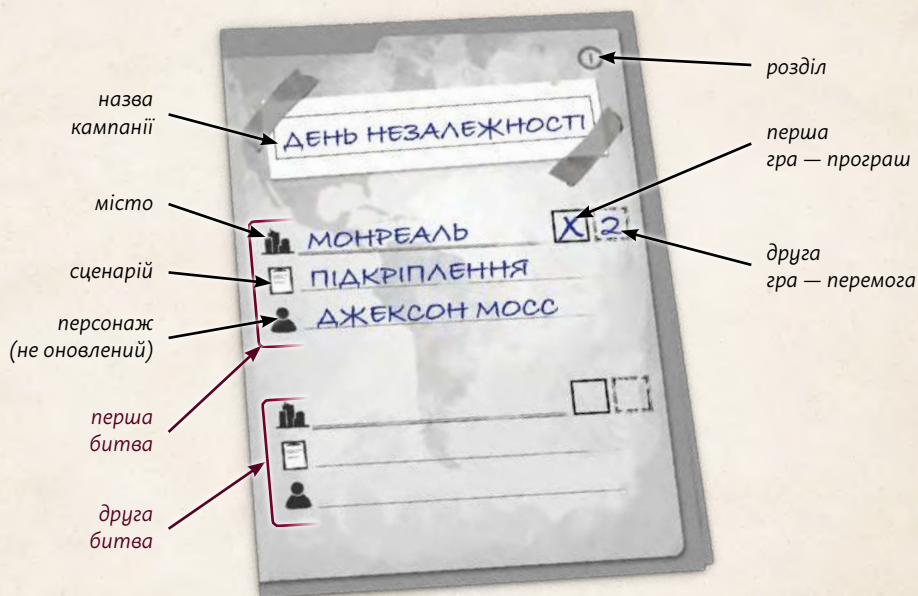 розділ
назва
кампанії
ДЕНЬ НЕЗАЛЕЖНОСТІ
перша
гра — програш
місто
МОНРЕАЛЬ
X 2
сценарій
ПІДКРІПЛЕННЯ
друга
гра — перемога
персонаж
(не оновлений)
ДЖЕКСОН МОСС
перша
битва
друга
битва